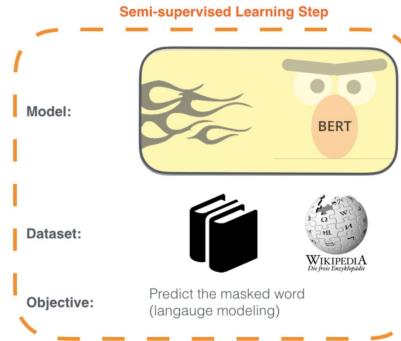 Semi-supervised Learning Step
Model:
BERT
Dataset:
WIKIPEDIA
Die freie Enzyklopädie
Objective:
Predict the masked word
(langauge modeling)